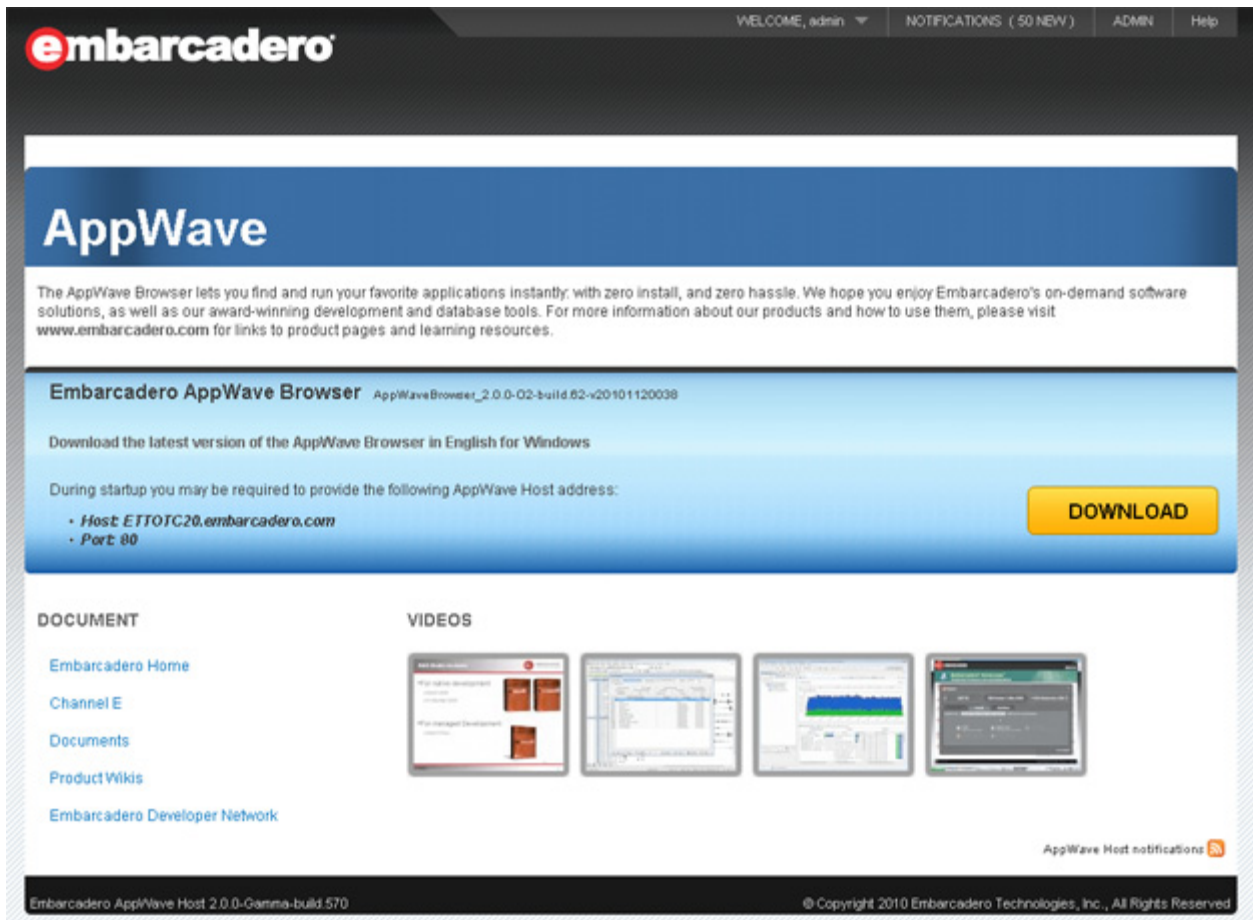 WELCOME, admin NOTIFICATIONS ( 50 NEW ) ADMIN Help
embarcadero
AppWave
The AppWave Browser lets you find and run your favorite applications instantly: with zero install, and zero hassle. We hope you enjoy Embarcadero's on-demand software
solutions, as well as our award-winning development and database tools. For more information about our products and how to use them, please visit
www.embarcadero.com for links to product pages and learning resources.
Embarcadero AppWave Browser AppWaveBrowser_2.0.0-O2-build.62-v20101120038
Download the latest version of the AppWave Browser in English for Windows
During startup you may be required to provide the following AppWave Host address:
• Host ETTOTC20.embarcadero.com
• Port 80
DOWNLOAD
DOCUMENT
Embarcadero Home
Channel E
Documents
Product Wikis
Embarcadero Developer Network
VIDEOS
AppWave Host notifications
Embarcadero AppWave Host 2.0.0-Gamma-build.570
© Copyright 2010 Embarcadero Technologies, Inc., All Rights Reserved